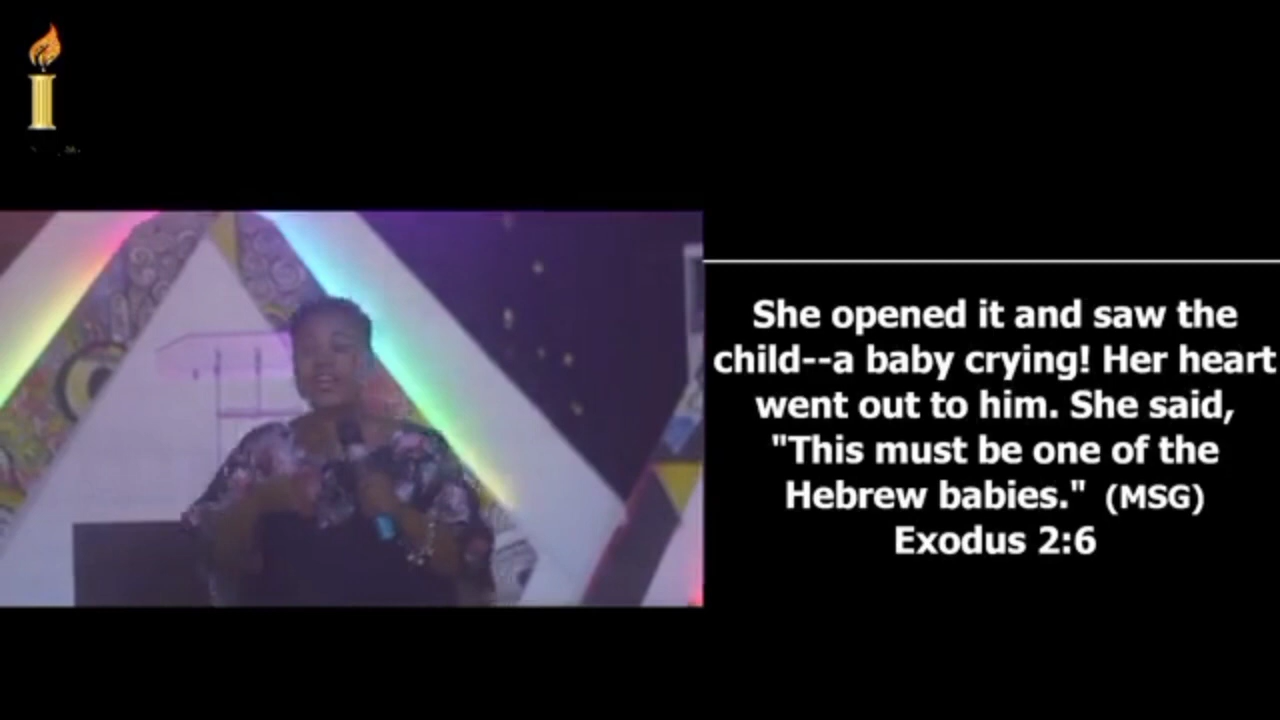 She opened it and saw the
child--a baby crying! Her heart
went out to him. She said,
"This must be one of the
Hebrew babies." (MSG)
Exodus 2:6